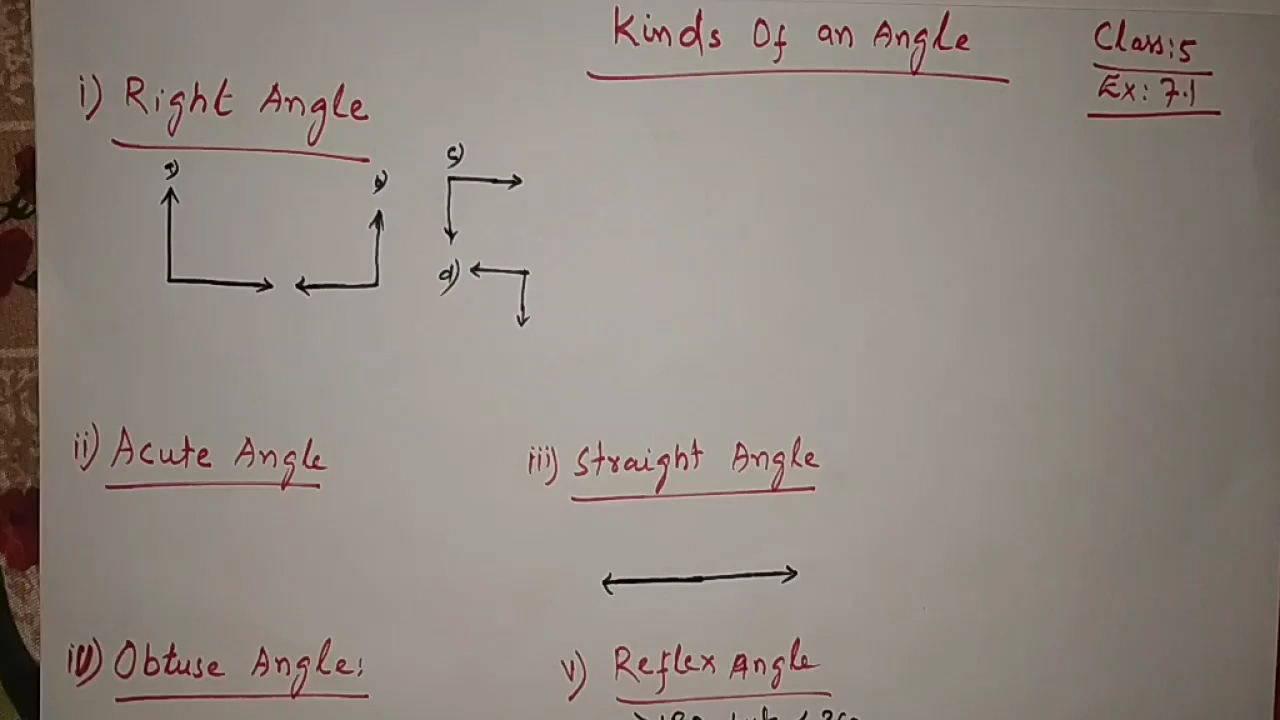 Kinds Of an Angle
Class: 5
Ex: 7.1
i) Right Angle
a)
b)
c)
d)
ii) Acute Angle
iii) Straight Angle
iv) Obtuse Angle:
v) Reflex Angle